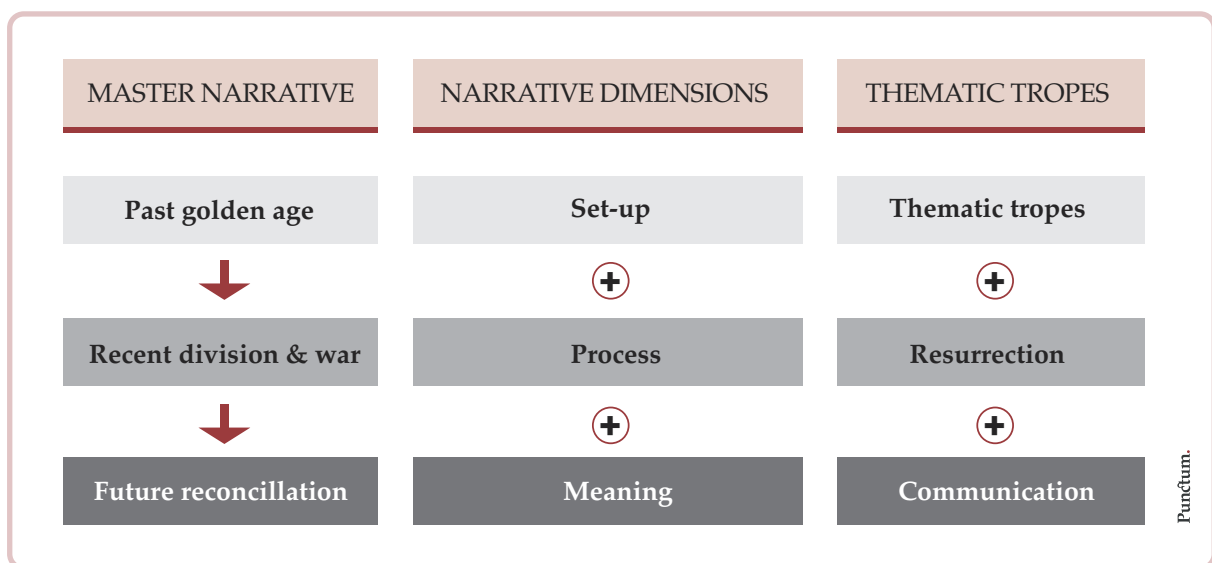 MASTER NARRATIVE
NARRATIVE DIMENSIONS
THEMATIC TROPES
Past golden age
Set-up
Thematic tropes
Recent division & war
Process
Resurrection
Future reconcillation
Meaning
Communication
Punctum.